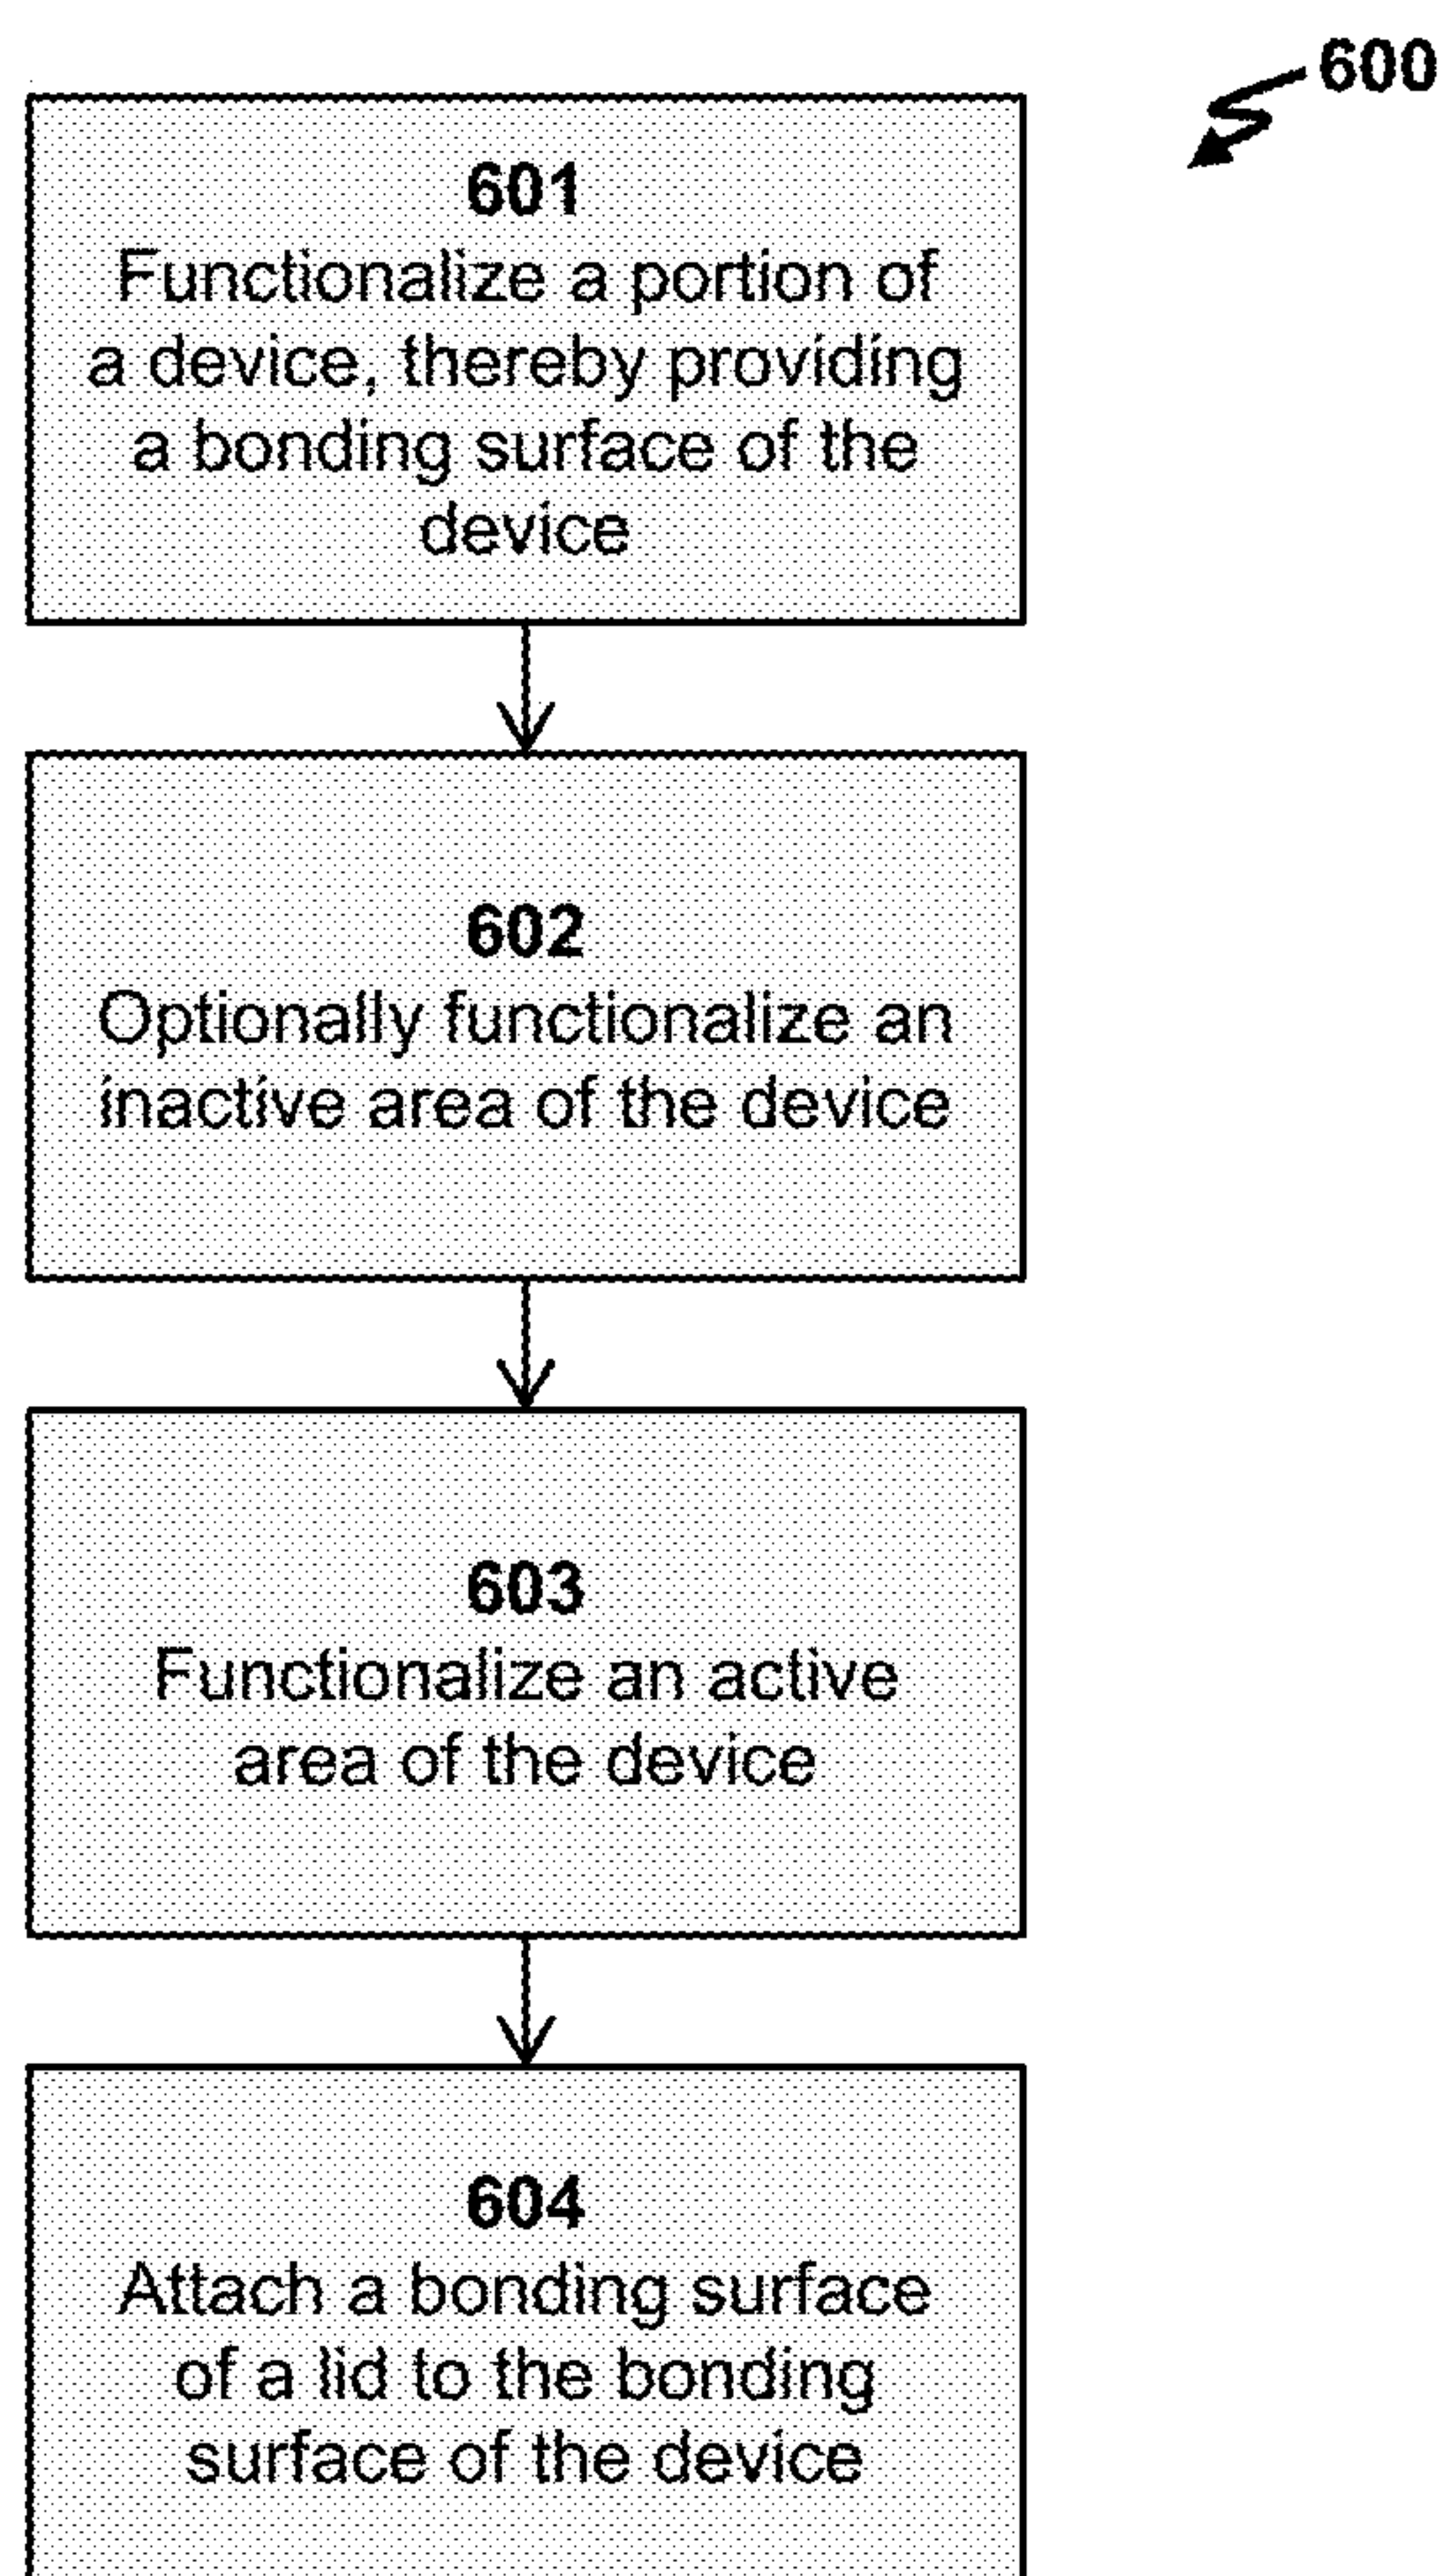 600
601
Functionalize a portion of
a device, thereby providing
a bonding surface of the
device
602
Optionally functionalize an
inactive area of the device
603
Functionalize an active
area of the device
604
Attach a bonding surface
of a lid to the bonding
surface of the device